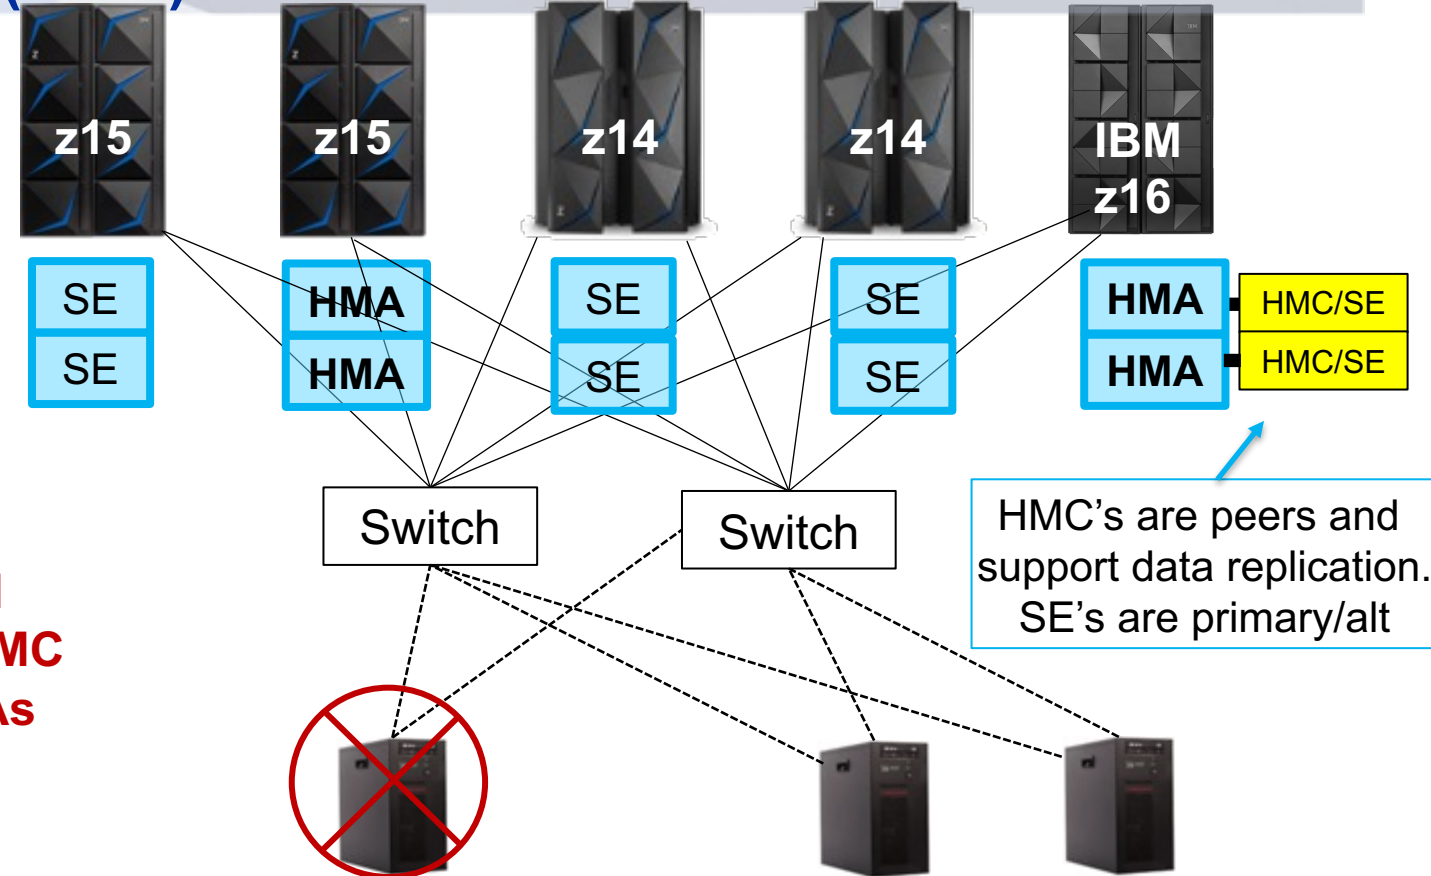 z15 z15 z14 z14 IBM
z16
SE HMA SE SE HMA HMC/SE
SE HMA SE SE HMA HMC/SE
Switch Switch
HMC's are peers and
support data replication.
SE's are primary/alt
MC
As